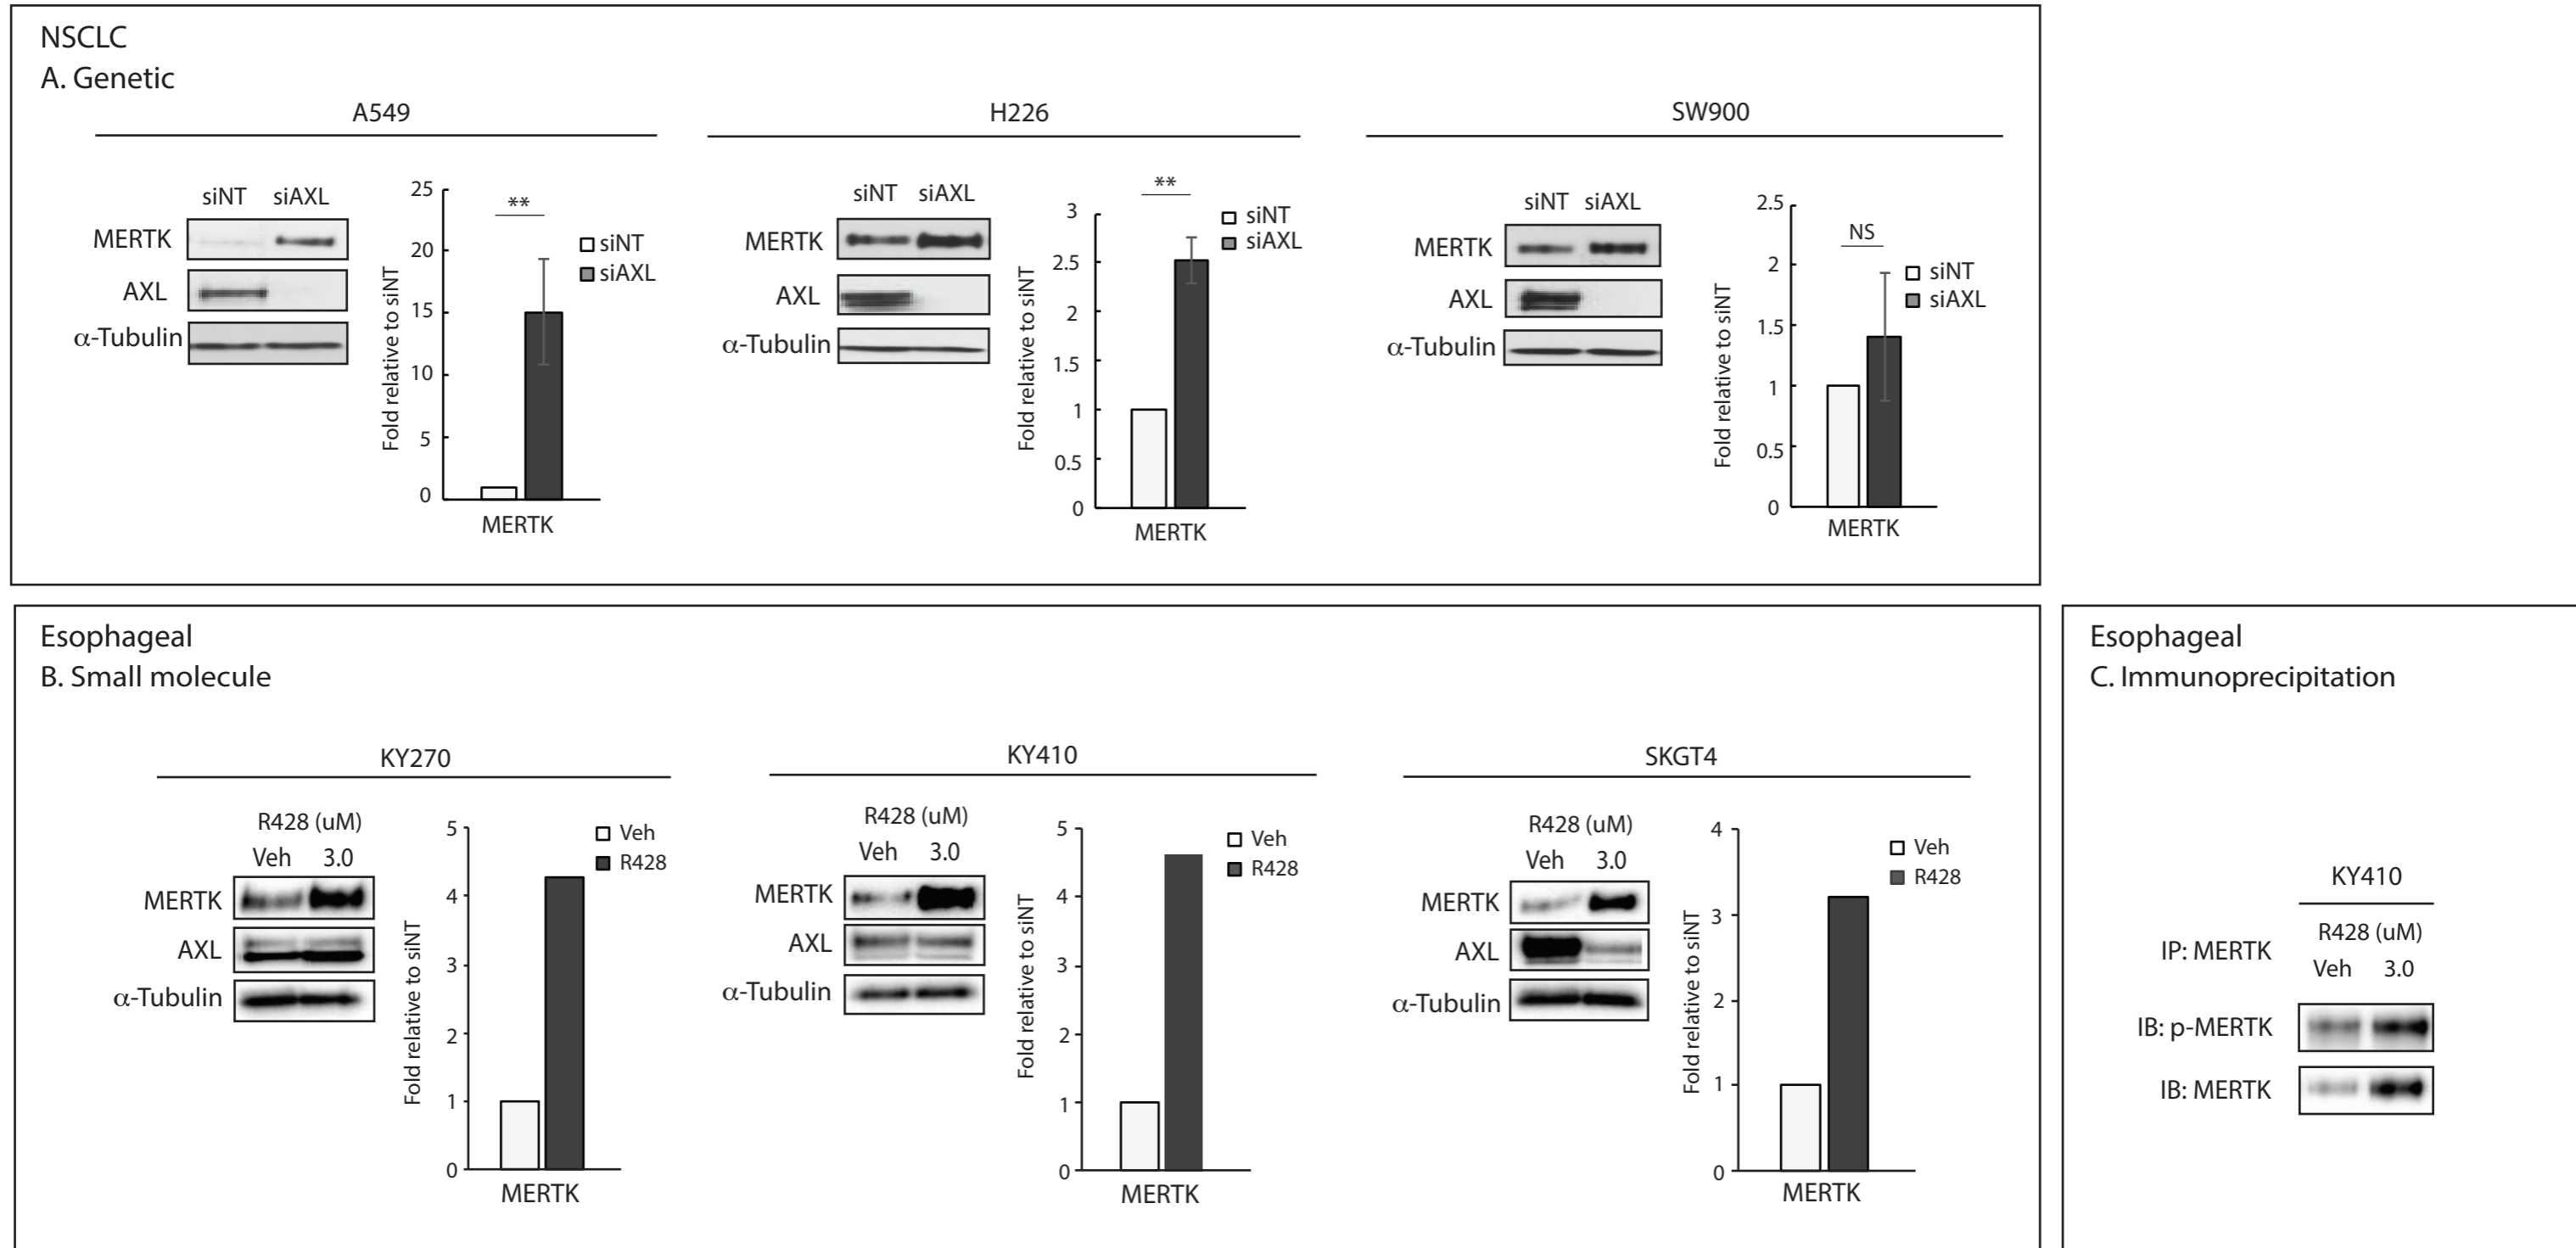 NSCLC
A. Genetic
A549
siNT siAXL
MERTK
AXL
α-Tubulin
Fold relative to siNT
25
20
15
10
5
0
**
siNT
siAXL
MERTK
H226
siNT siAXL
MERTK
AXL
α-Tubulin
Fold relative to siNT
3
2.5
2
1.5
1
0.5
0
**
siNT
siAXL
MERTK
SW900
siNT siAXL
MERTK
AXL
α-Tubulin
Fold relative to siNT
2.5
2
1.5
1
0.5
0
NS
siNT
siAXL
MERTK
Esophageal
B. Small molecule
KY270
R428 (uM)
Veh 3.0
MERTK
AXL
α-Tubulin
Fold relative to siNT
5
4
3
2
1
0
Veh
R428
MERTK
KY410
R428 (uM)
Veh 3.0
MERTK
AXL
α-Tubulin
Fold relative to siNT
5
4
3
2
1
0
Veh
R428
MERTK
SKGT4
R428 (uM)
Veh 3.0
MERTK
AXL
α-Tubulin
Fold relative to siNT
4
3
2
1
0
Veh
R428
MERTK
Esophageal
C. Immunoprecipitation
KY410
IP: MERTK
R428 (uM)
Veh 3.0
IB: p-MERTK
IB: MERTK